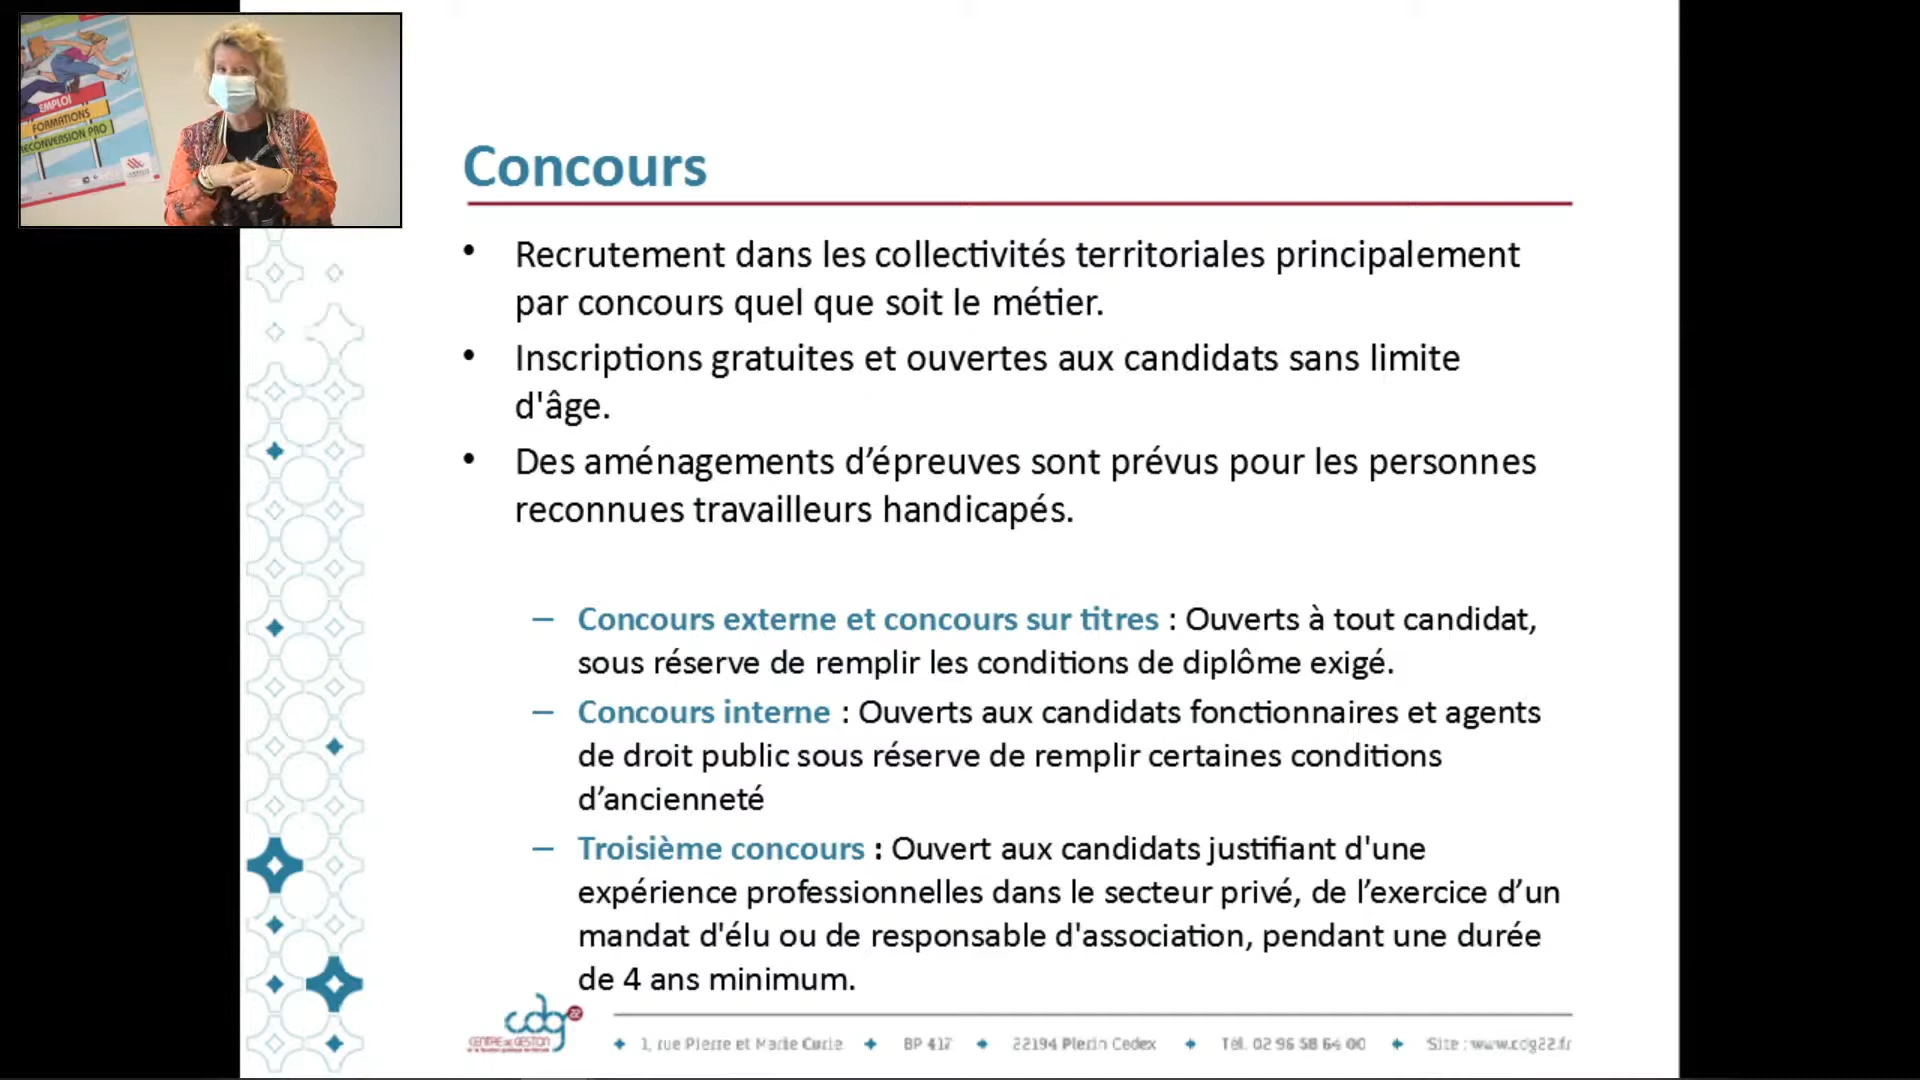 EMPLOI
FORMATIONS
RECONVERSION PRO
Concours
• Recrutement dans les collectivités territoriales principalement
par concours quel que soit le métier.
• Inscriptions gratuites et ouvertes aux candidats sans limite
d'âge.
• Des aménagements d’épreuves sont prévus pour les personnes
reconnues travailleurs handicapés.
– Concours externe et concours sur titres : Ouverts à tout candidat,
sous réserve de remplir les conditions de diplôme exigé.
– Concours interne : Ouverts aux candidats fonctionnaires et agents
de droit public sous réserve de remplir certaines conditions
d’ancienneté
– Troisième concours : Ouvert aux candidats justifiant d'une
expérience professionnelles dans le secteur privé, de l’exercice d’un
mandat d'élu ou de responsable d'association, pendant une durée
de 4 ans minimum.
cdg 22
CENTRE DE GESTION
1, rue Pierre et Marie Curie BP 417 22194 Plerin Cedex Tél. 02 96 58 64 00 Site : www.cdg22.fr